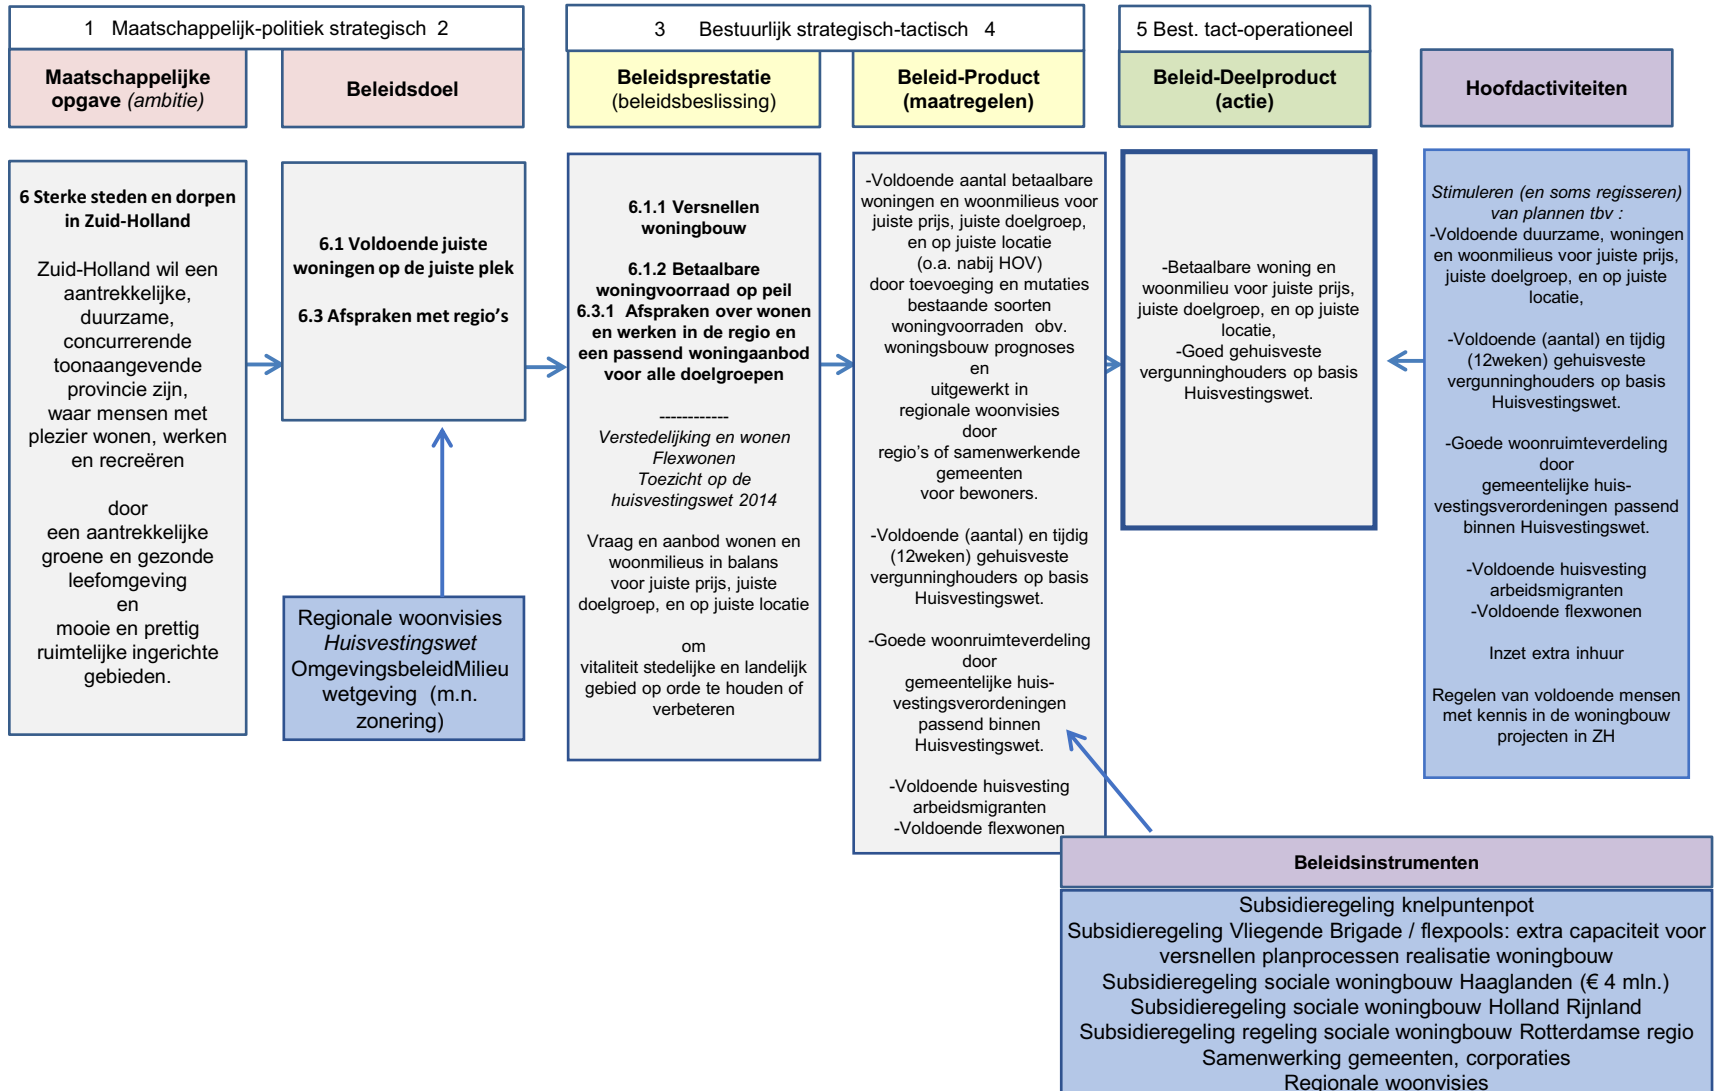 1 Maatschappelijk-politiek strategisch 2
3 Bestuurlijk strategisch-tactisch 4
5 Best. tact-operationeel
Maatschappelijke
opgave (ambitie)
Beleidsdoel
Beleidsprestatie
(beleidsbeslissing)
Beleid-Product
(maatregelen)
Beleid-Deelproduct
(actie)
Hoofdactiviteiten
6 Sterke steden en dorpen
in Zuid-Holland
Zuid-Holland wil een
aantrekkelijke,
duurzame,
concurrerende
toonaangevende
provincie zijn,
waar mensen met
plezier wonen, werken
en recreëren
door
een aantrekkelijke
groene en gezonde
leefomgeving
en
mooie en prettig
ruimtelijke ingerichte
gebieden.
6.1 Voldoende juiste
woningen op de juiste plek
6.3 Afspraken met regio's
Regionale woonvisies
Huisvestingswet
OmgevingsbeleidMilieu
wetgeving (m.n.
zonering)
6.1.1 Versnellen
woningbouw
6.1.2 Betaalbare
woningvoorraad op peil
6.3.1 Afspraken over wonen
en werken in de regio en
een passend woningaanbod
voor alle doelgroepen
------------
Verstedelijking en wonen
Flexwonen
Toezicht op de
huisvestingswet 2014
Vraag en aanbod wonen en
woonmilieus in balans
voor juiste prijs, juiste
doelgroep, en op juiste locatie
om
vitaliteit stedelijke en landelijk
gebied op orde te houden of
verbeteren
-Voldoende aantal betaalbare
woningen en woonmilieus voor
juiste prijs, juiste doelgroep,
en op juiste locatie
(o.a. nabij HOV)
door toevoeging en mutaties
bestaande soorten
woningvoorraden obv.
woningsbouw prognoses
en
uitgewerkt in
regionale woonvisies
door
regio's of samenwerkende
gemeenten
voor bewoners.
-Voldoende (aantal) en tijdig
(12weken) gehuisveste
vergunninghouders op basis
Huisvestingswet.
-Goede woonruimteverdeling
door
gemeentelijke huis-
vestingsverordeningen
passend binnen
Huisvestingswet.
-Voldoende huisvesting
arbeidsmigranten
-Voldoende flexwonen
-Betaalbare woning en
woonmilieu voor juiste prijs,
juiste doelgroep, en op juiste
locatie,
-Goed gehuisveste
vergunninghouders op basis
Huisvestingswet.
Stimuleren (en soms regisseren)
van plannen tbv :
-Voldoende duurzame, woningen
en woonmilieus voor juiste prijs,
juiste doelgroep, en op juiste
locatie,
-Voldoende (aantal) en tijdig
(12weken) gehuisveste
vergunninghouders op basis
Huisvestingswet.
-Goede woonruimteverdeling
door
gemeentelijke huis-
vestingsverordeningen passend
binnen Huisvestingswet.
-Voldoende huisvesting
arbeidsmigranten
-Voldoende flexwonen
Inzet extra inhuur
Regelen van voldoende mensen
met kennis in de woningbouw
projecten in ZH
Beleidsinstrumenten
Subsidieregeling knelpuntenpot
Subsidieregeling Vliegende Brigade / flexpools: extra capaciteit voor
versnellen planprocessen realisatie woningbouw
Subsidieregeling sociale woningbouw Haaglanden (€ 4 mln.)
Subsidieregeling sociale woningbouw Holland Rijnland
Subsidieregeling regeling sociale woningbouw Rotterdamse regio
Samenwerking gemeenten, corporaties
Regionale woonvisies